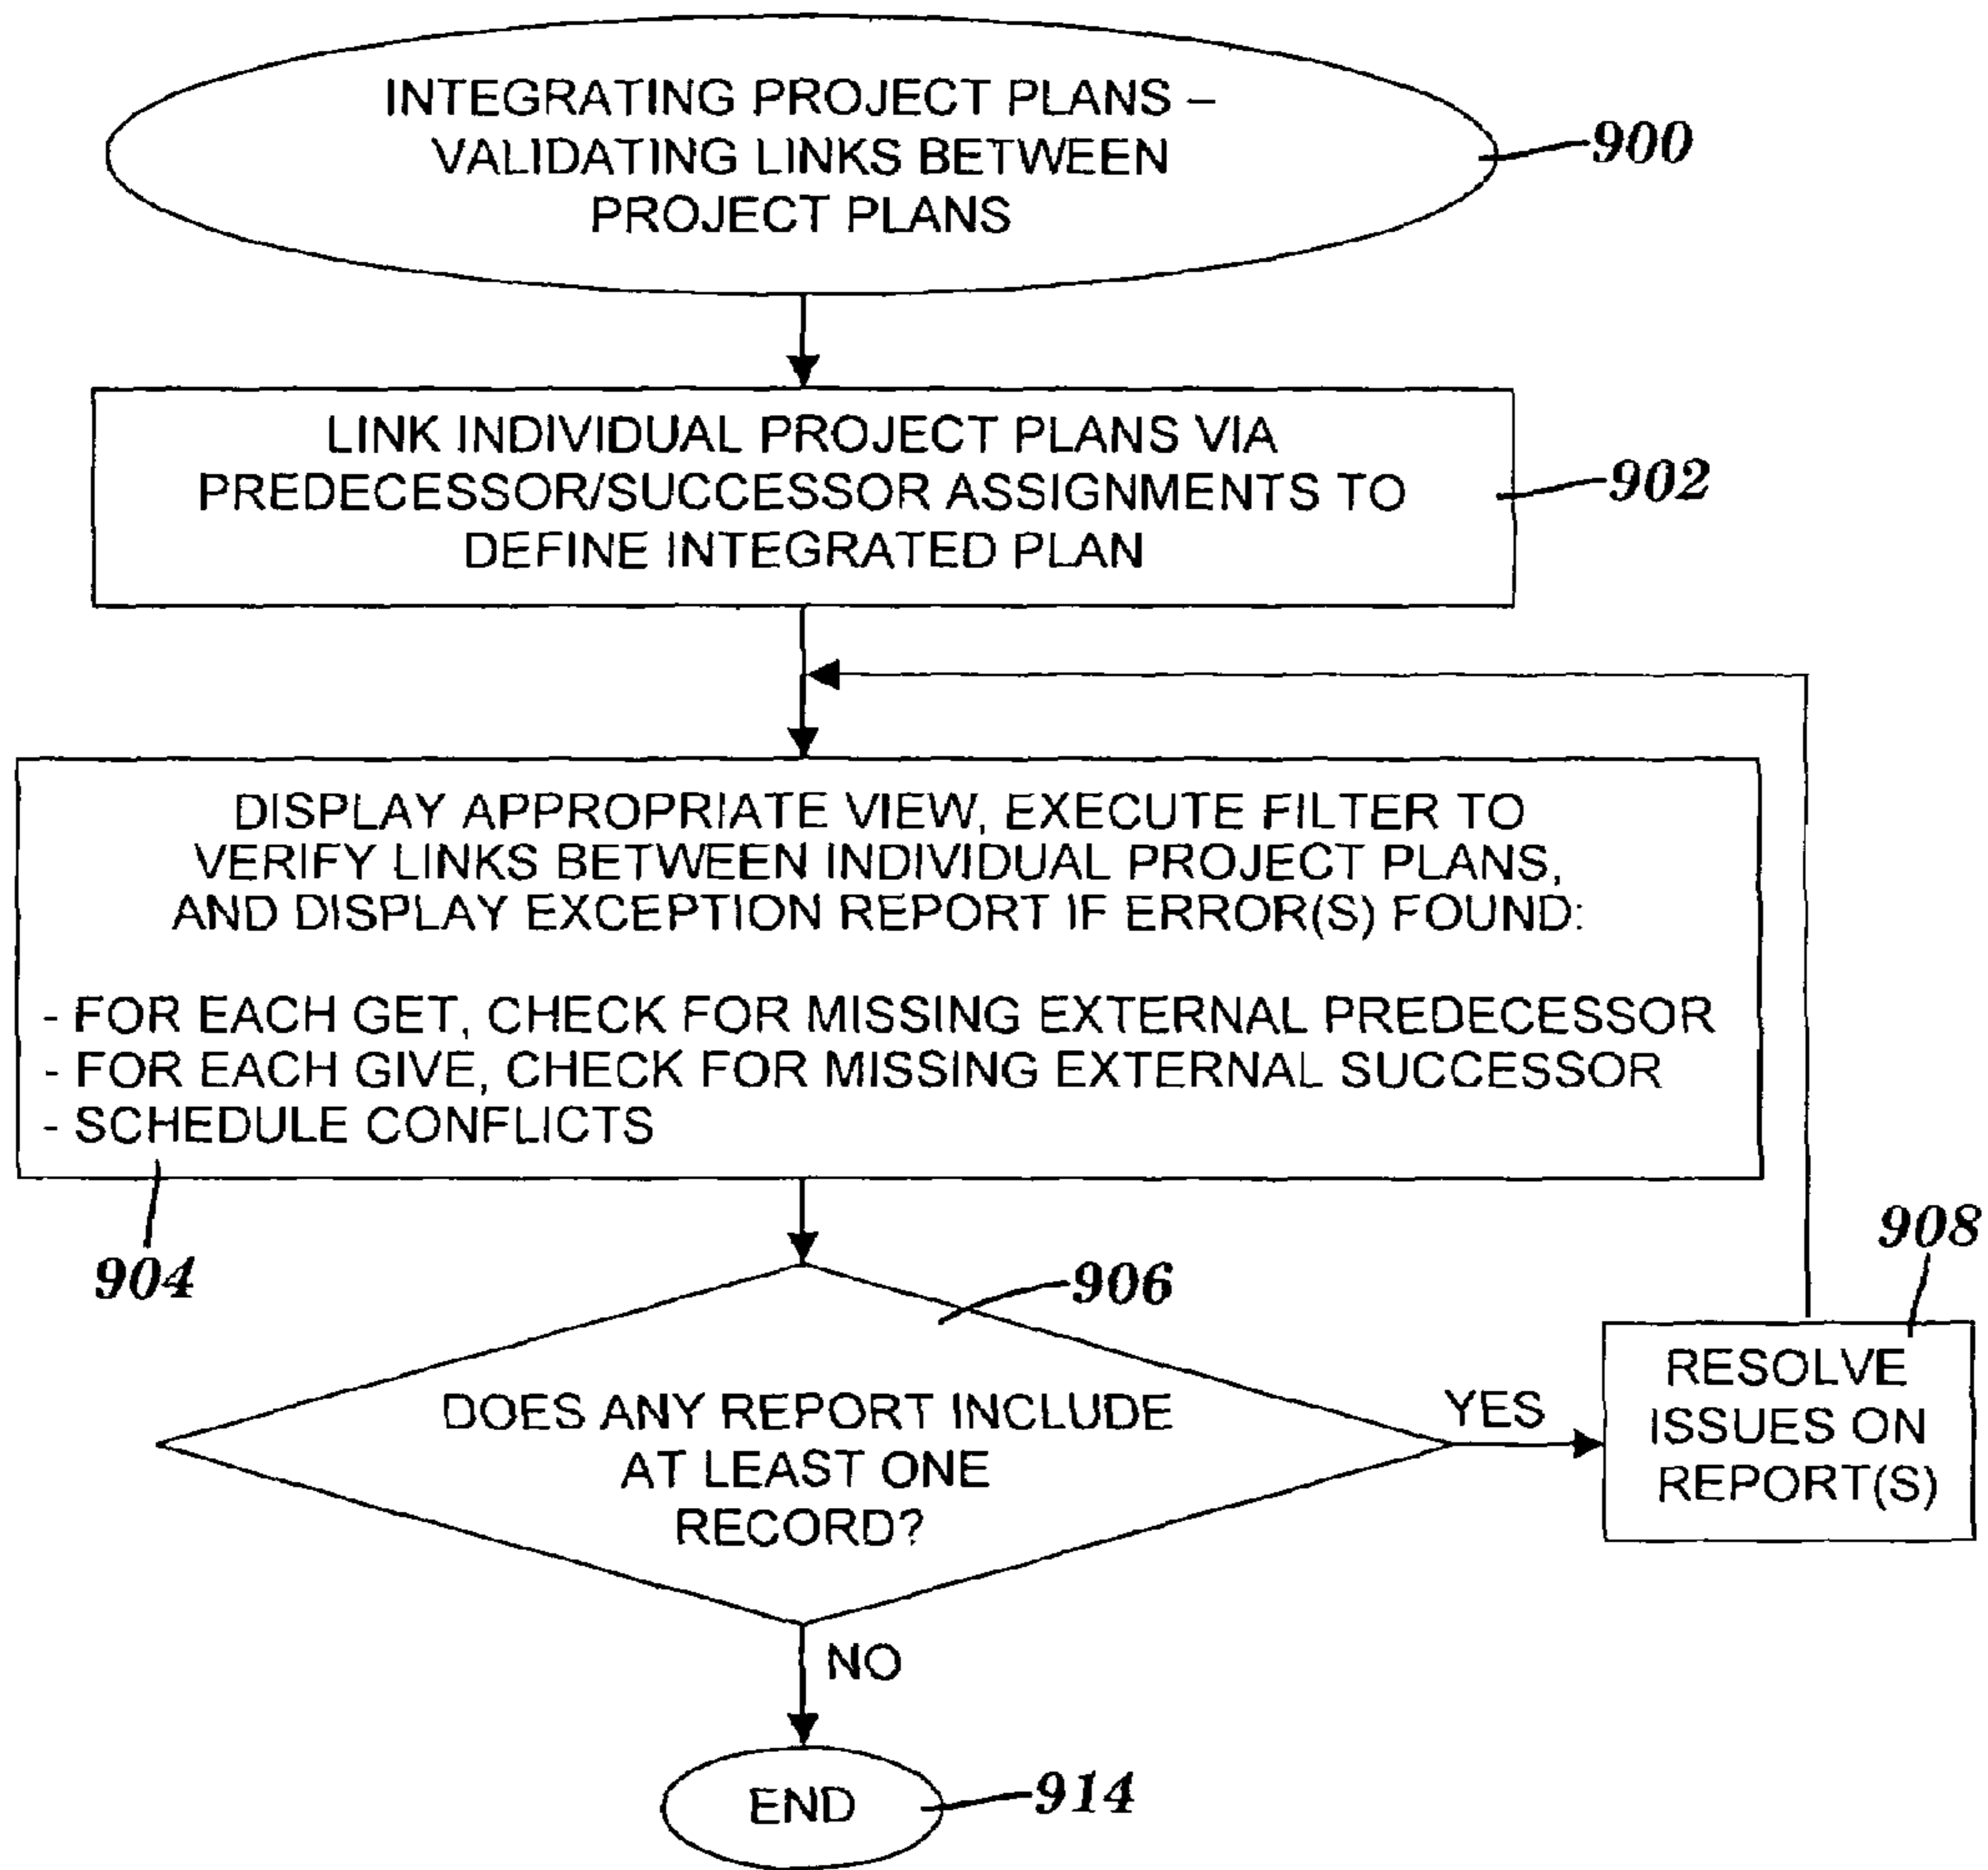 INTEGRATING PROJECT PLANS –
VALIDATING LINKS BETWEEN
PROJECT PLANS
900
LINK INDIVIDUAL PROJECT PLANS VIA
PREDECESSOR/SUCCESSOR ASSIGNMENTS TO
DEFINE INTEGRATED PLAN
902
DISPLAY APPROPRIATE VIEW, EXECUTE FILTER TO
VERIFY LINKS BETWEEN INDIVIDUAL PROJECT PLANS,
AND DISPLAY EXCEPTION REPORT IF ERROR(S) FOUND:
- FOR EACH GET, CHECK FOR MISSING EXTERNAL PREDECESSOR
- FOR EACH GIVE, CHECK FOR MISSING EXTERNAL SUCCESSOR
- SCHEDULE CONFLICTS
904
906
908
DOES ANY REPORT INCLUDE
AT LEAST ONE
RECORD?
YES
RESOLVE
ISSUES ON
REPORT(S)
NO
END
914